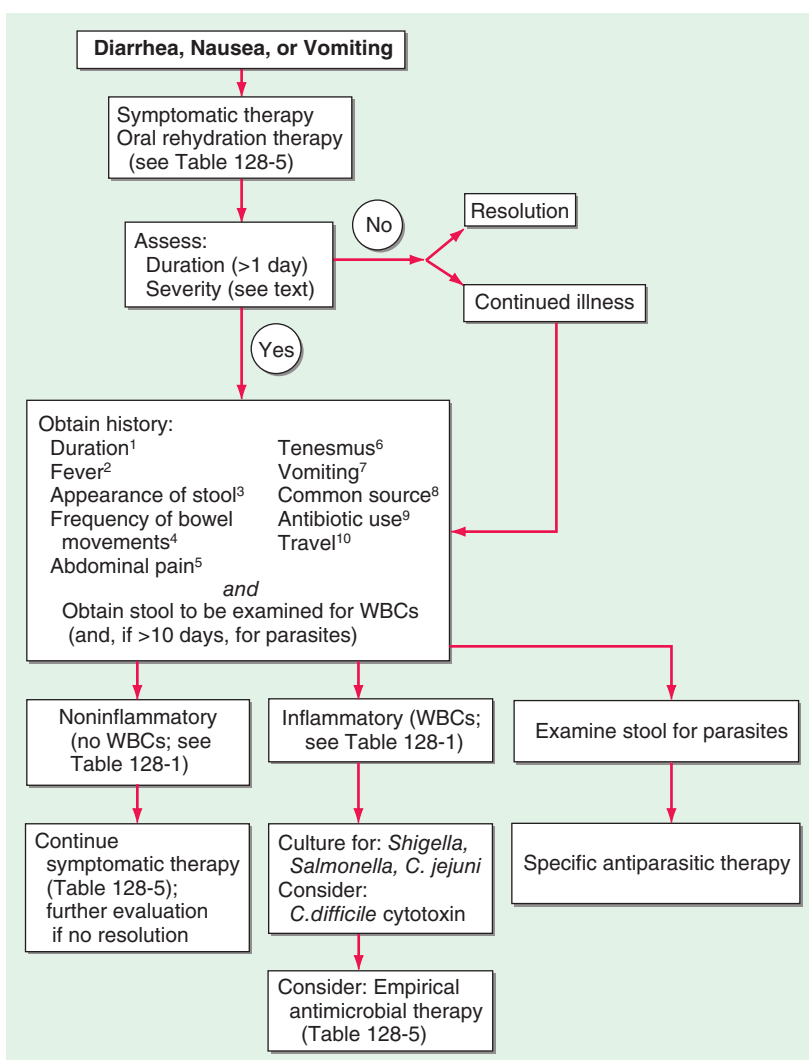 Diarrhea, Nausea, or Vomiting
Symptomatic therapy
Oral rehydration therapy
(see Table 128-5)
Assess:
Duration (>1 day)
Severity (see text)
No
Resolution
Continued illness
Yes
Obtain history:
Duration¹
Fever²
Appearance of stool³
Frequency of bowel
movements⁴
Abdominal pain⁵
Tenesmus⁶
Vomiting⁷
Common source⁸
Antibiotic use⁹
Travel¹⁰
and
Obtain stool to be examined for WBCs
(and, if >10 days, for parasites)
Noninflammatory
(no WBCs; see
Table 128-1)
Continue
symptomatic therapy
(Table 128-5);
further evaluation
if no resolution
Inflammatory (WBCs;
see Table 128-1)
Culture for: Shigella,
Salmonella, C. jejuni
Consider:
C.difficile cytotoxin
Consider: Empirical
antimicrobial therapy
(Table 128-5)
Examine stool for parasites
Specific antiparasitic therapy